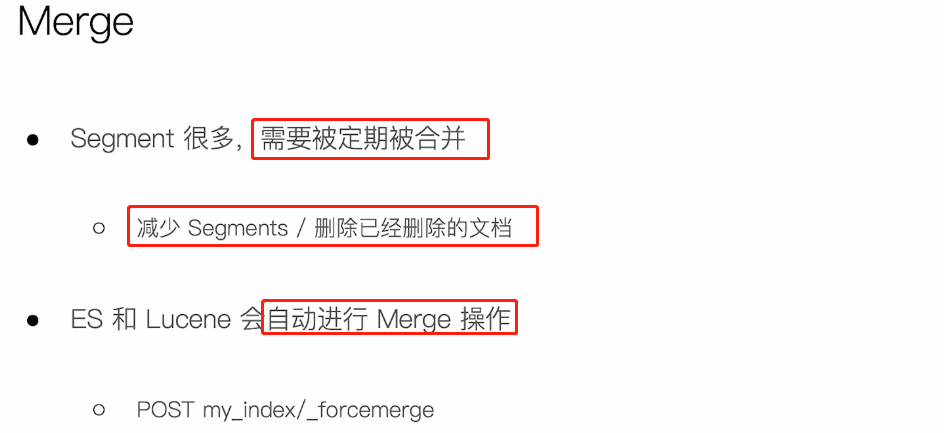 Merge
Segment 很多, 需要被定期被合并
减少 Segments / 删除已经删除的文档
ES 和 Lucene 会自动进行 Merge 操作
POST my_index/_forcemerge